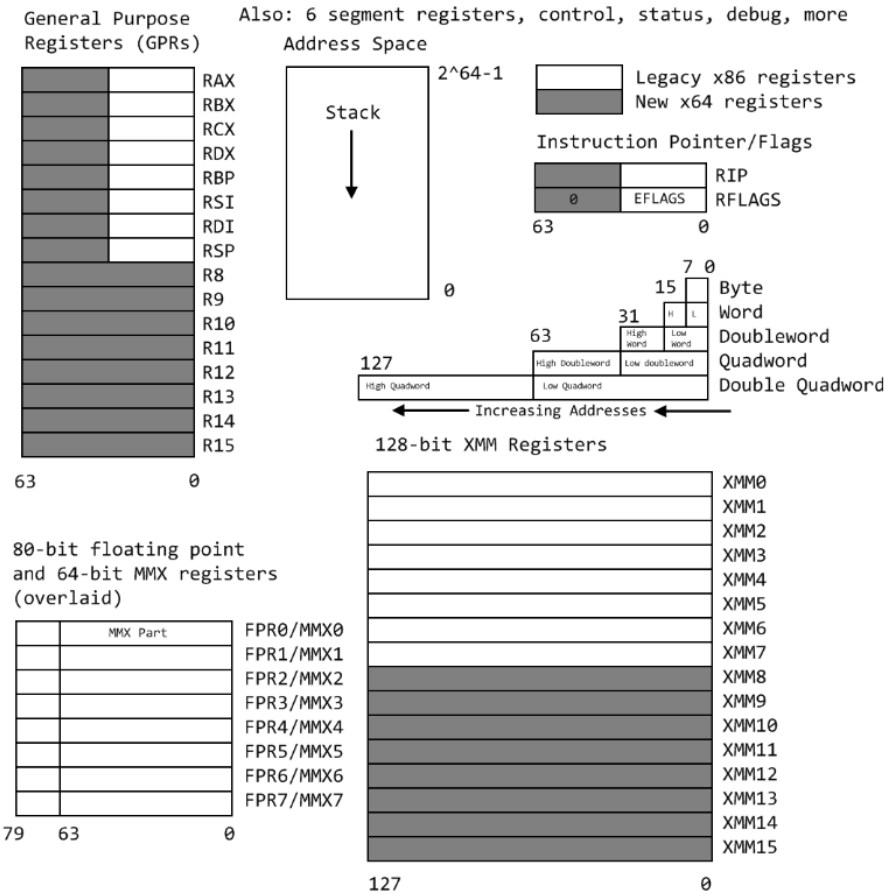 Also: 6 segment registers, control, status, debug, more
General Purpose
Registers (GPRs)
RAX
RBX
RCX
RDX
RBP
RSI
RDI
RSP
R8
R9
R10
R11
R12
R13
R14
R15
63 0
Address Space
2^64-1
Stack
0
Legacy x86 registers
New x64 registers
Instruction Pointer/Flags
RIP
0 EFLAGS RFLAGS
63 0
7 0
15 Byte
31 H L Word
63 High Word Low Word Doubleword
127 High Doubleword Low doubleword Quadword
High Quadword Low Quadword Double Quadword
Increasing Addresses
80-bit floating point
and 64-bit MMX registers
(overlaid)
MMX Part FPR0/MMX0
FPR1/MMX1
FPR2/MMX2
FPR3/MMX3
FPR4/MMX4
FPR5/MMX5
FPR6/MMX6
FPR7/MMX7
79 63 0
128-bit XMM Registers
XMM0
XMM1
XMM2
XMM3
XMM4
XMM5
XMM6
XMM7
XMM8
XMM9
XMM10
XMM11
XMM12
XMM13
XMM14
XMM15
127 0